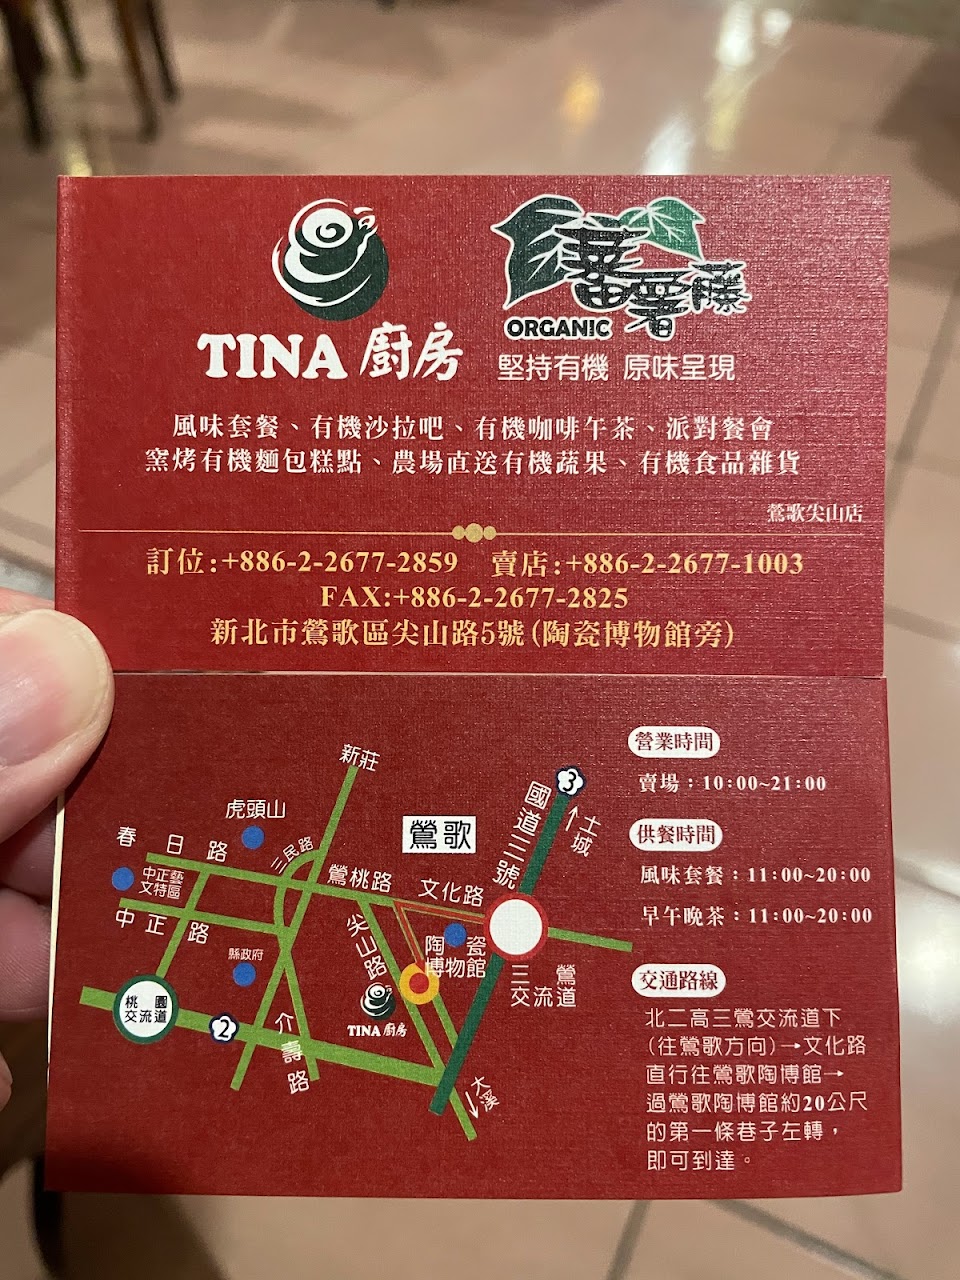 TINA 廚房
蕃薯藤
ORGANIC
堅持有機 原味呈現
風味套餐、有機沙拉吧、有機咖啡午茶、派對餐會
窯烤有機麵包糕點、農場直送有機蔬果、有機食品雜貨
鶯歌尖山店
訂位:+886-2-2677-2859 賣店:+886-2-2677-1003
FAX:+886-2-2677-2825
新北市鶯歌區尖山路5號(陶瓷博物館旁)
新莊
虎頭山
春日路
三民路
中正藝
文特區
中正路
縣政府
桃園
交流道
2
介壽路
鶯歌
鶯桃路
文化路
尖山路
陶瓷
博物館
TINA 廚房
國道三號
3
土城
三鶯
交流道
大溪
營業時間
賣場：10:00~21:00
供餐時間
風味套餐：11:00~20:00
早午晚茶：11:00~20:00
交通路線
北二高三鶯交流道下
(往鶯歌方向)→文化路
直行往鶯歌陶博館→
過鶯歌陶博館約20公尺
的第一條巷子左轉，
即可到達。